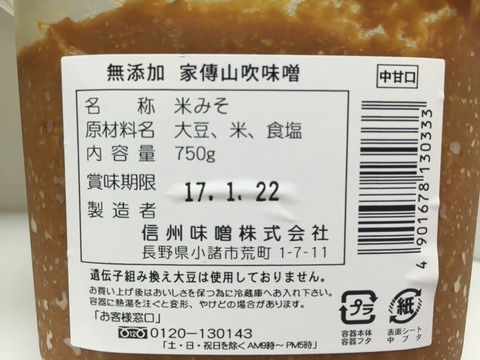 無添加 家傳山吹味噌
中甘口
名 称 米みそ
原材料名 大豆、米、食塩
内容量 750g
賞味期限 17.1.22
製造者
信州味噌株式会社
長野県小諸市荒町 1-7-11
4 901678 130333
遺伝子組み換え大豆は使用しておりません。
お買い上げ後はおいしさを保つ為に冷蔵庫へお入れ下さい。
容器に熱湯を注ぐと変形、やけどする場合があります。
「お客様窓口」
0120-130143
「土・日・祝日を除くAM9時～PM5時」
プラ
容器本体
容器フタ
紙
表面シート
中ブタ